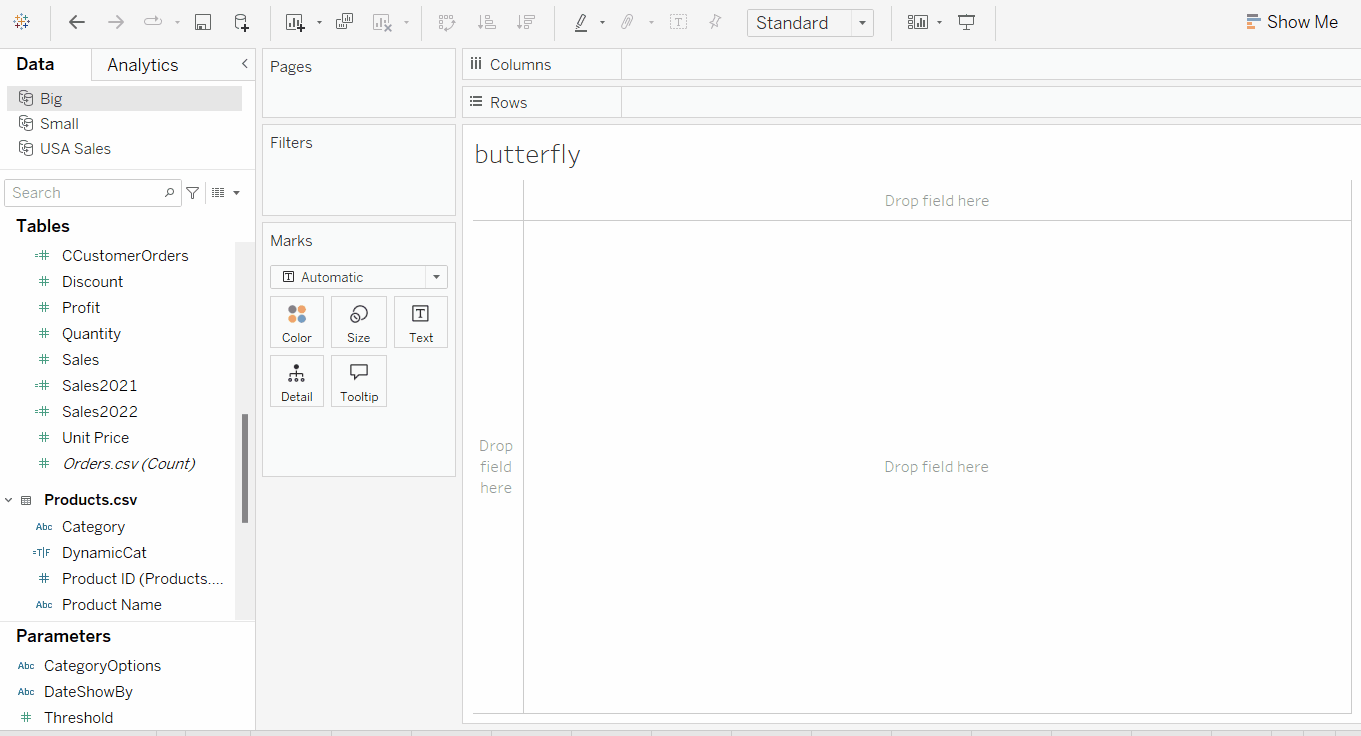 Standard
Show Me
Data
Analytics
Big
Small
USA Sales
Search
Tables
CCustomerOrders
Discount
Profit
Quantity
Sales
Sales2021
Sales2022
Unit Price
Orders.csv (Count)
Products.csv
Abc Category
=T|F DynamicCat
Product ID (Products....
Abc Product Name
Parameters
Abc CategoryOptions
Abc DateShowBy
Threshold
Pages
Filters
Marks
T Automatic
Color
Size
T
Text
Detail
Tooltip
Columns
Rows
butterfly
Drop field here
Drop
field
here
Drop field here